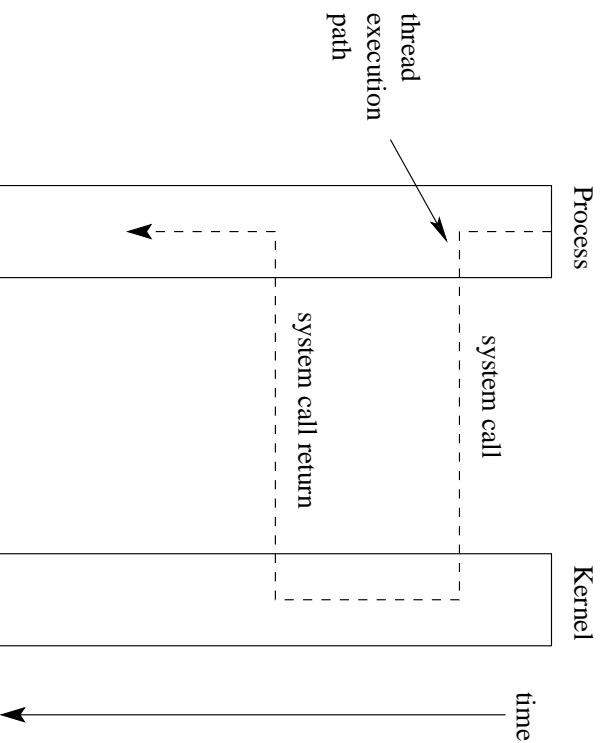 Process
Kernel
time
thread
execution
path
system call
system call return